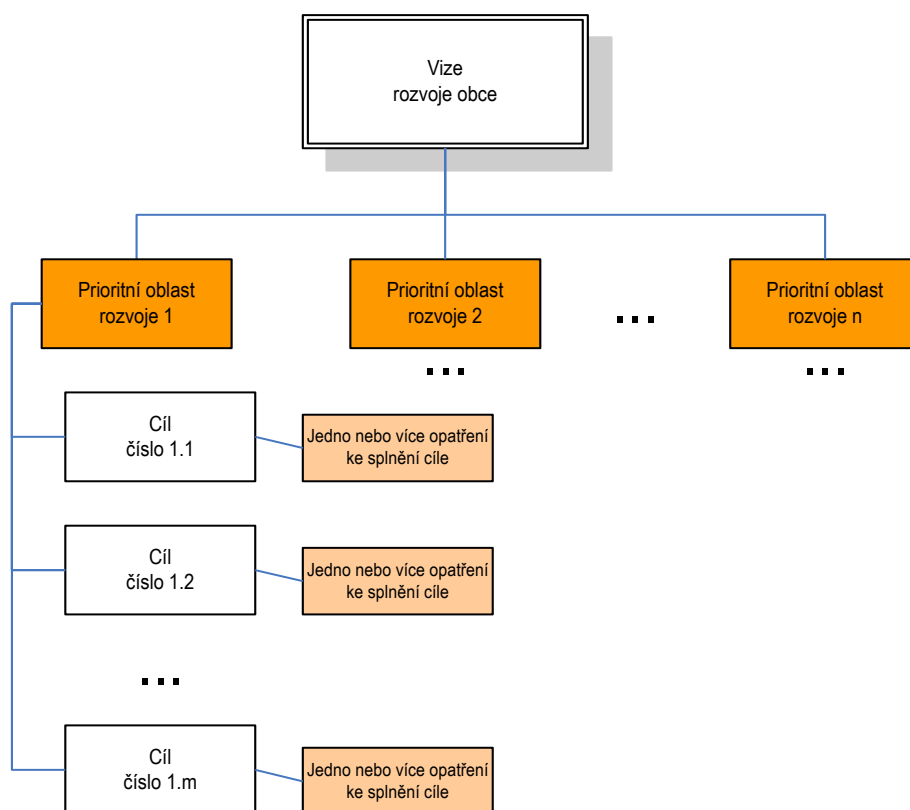 Vize
rozvoje obce
Prioritní oblast
rozvoje 1
Prioritní oblast
rozvoje 2
...
Prioritní oblast
rozvoje n
...
...
Cíl
číslo 1.1
Jedno nebo více opatření
ke splnění cíle
Cíl
číslo 1.2
Jedno nebo více opatření
ke splnění cíle
...
Cíl
číslo 1.m
Jedno nebo více opatření
ke splnění cíle